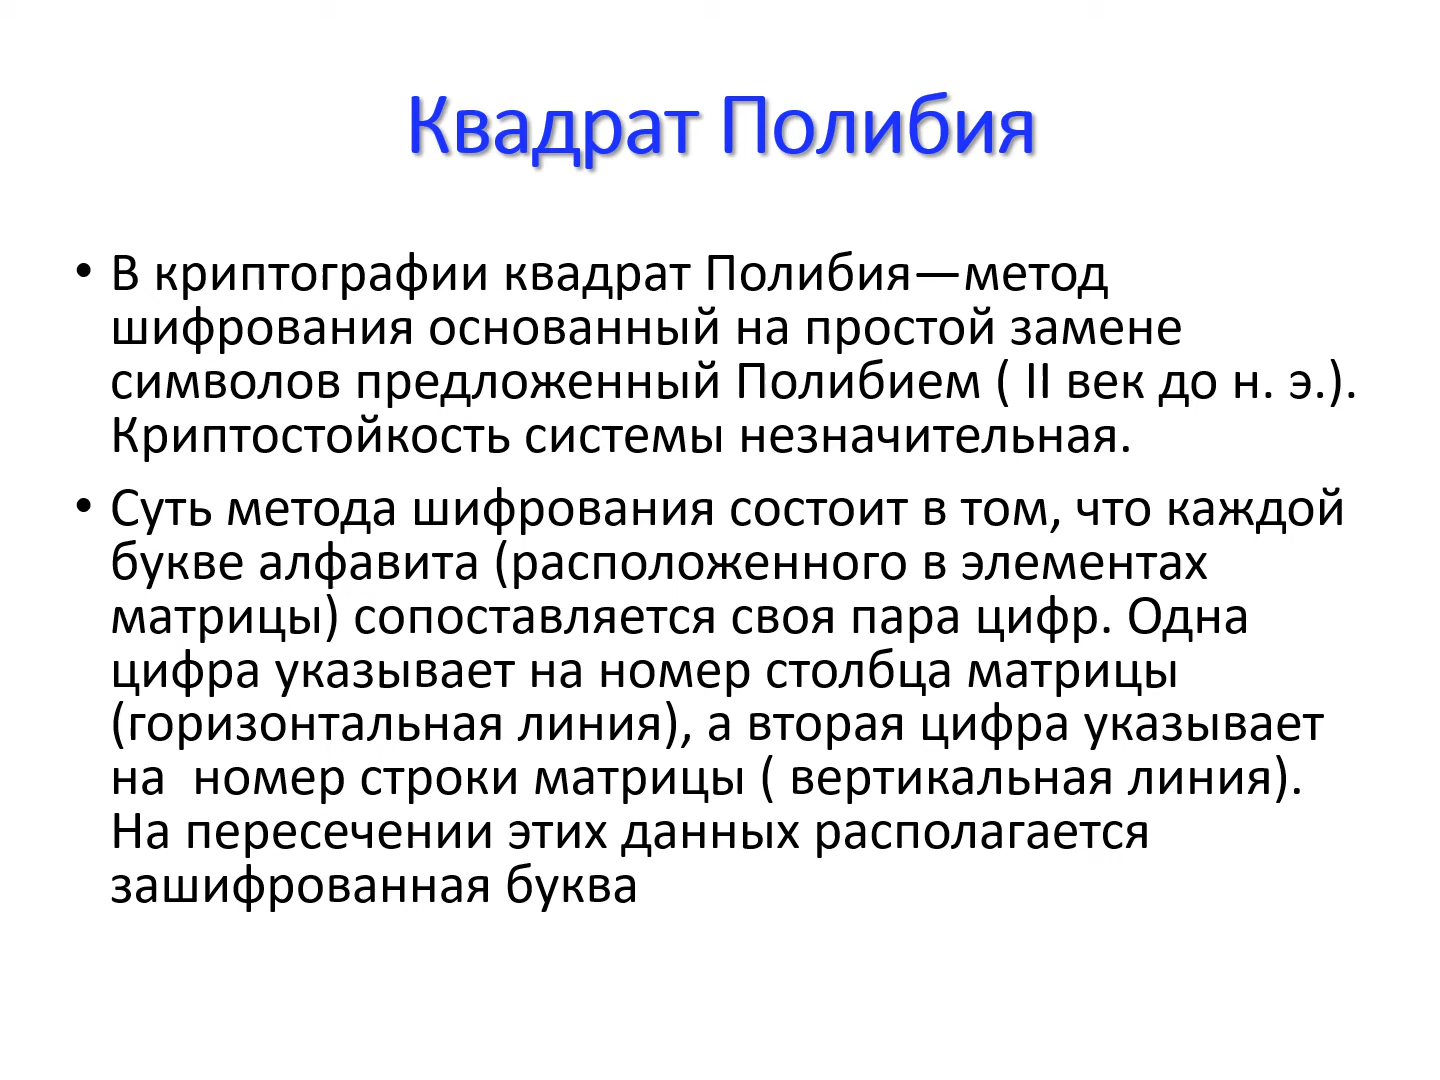 Квадрат Полибия
• В криптографии квадрат Полибия—метод
шифрования основанный на простой замене
символов предложенный Полибием ( II век до н. э.).
Криптостойкость системы незначительная.
• Суть метода шифрования состоит в том, что каждой
букве алфавита (расположенного в элементах
матрицы) сопоставляется своя пара цифр. Одна
цифра указывает на номер столбца матрицы
(горизонтальная линия), а вторая цифра указывает
на  номер строки матрицы ( вертикальная линия).
На пересечении этих данных располагается
зашифрованная буква